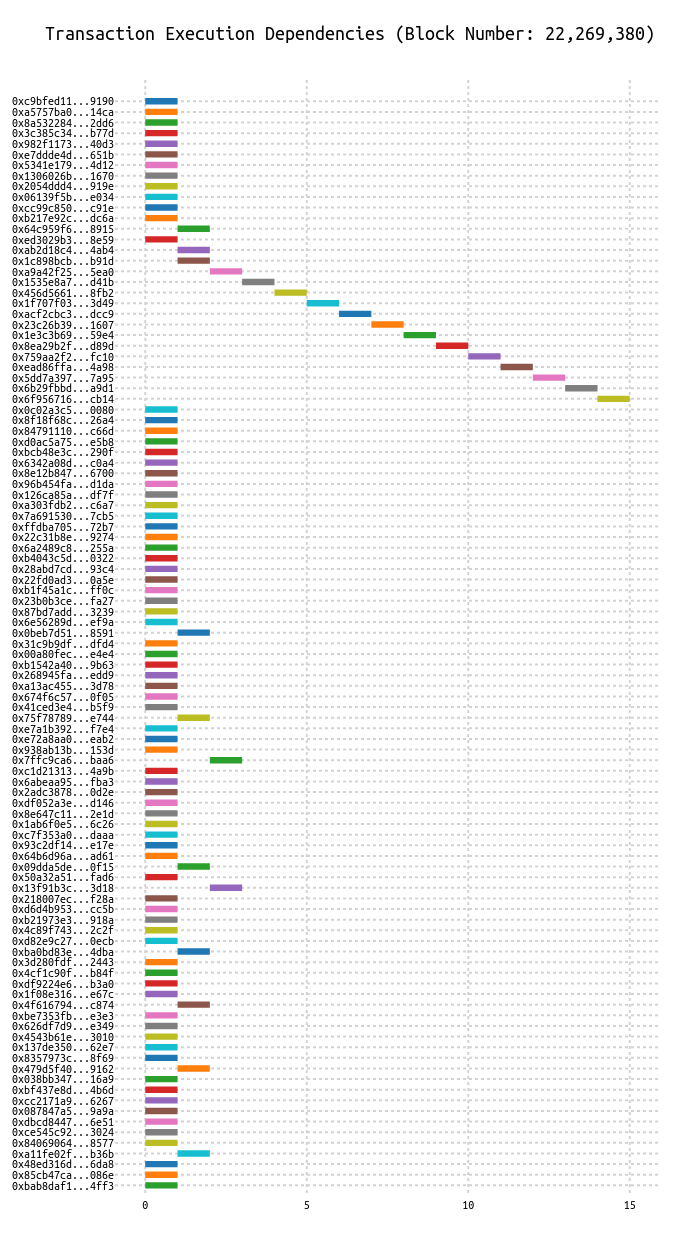 Transaction Execution Dependencies (Block Number: 22,269,380)
0xc9bfed11...9190
0xa5757ba0...14ca
0x8a532284...2dd6
0x3c385c34...b77d
0x982f1173...40d3
0xe7ddde4d...651b
0x5341e179...4d12
0x1306026b...1670
0x2054ddd4...919e
0x06139f5b...e034
0xcc99c850...c91e
0xb217e92c...dc6a
0x64c959f6...8915
0xed3029b3...8e59
0xab2d18c4...4ab4
0x1c898bcb...b91d
0xa9a42f25...5ea0
0x1535e8a7...d41b
0x456d5661...8fb2
0x1f707f03...3d49
0xacf2cbc3...dcc9
0x23c26b39...1607
0x1e3c3b69...59e4
0x8ea29b2f...d89d
0x759aa2f2...fc10
0xead86ffa...4a98
0x5dd7a397...7a95
0x6b29fbbd...a9d1
0x6f956716...cb14
0x0c02a3c5...0080
0x8f18f68c...26a4
0x84791110...c66d
0xd0ac5a75...e5b8
0xbcb48e3c...290f
0x6342a08d...c0a4
0x8e12b847...6700
0x96b454fa...d1da
0x126ca85a...df7f
0xa303fdb2...c6a7
0x7a691530...7cb5
0xffdba705...72b7
0x22c31b8e...9274
0x6a2489c8...255a
0xb4043c5d...0322
0x28abd7cd...93c4
0x22fd0ad3...0a5e
0xb1f45a1c...ff0c
0x23b0b3ce...fa27
0x87bd7add...3239
0x6e56289d...ef9a
0x0beb7d51...8591
0x31c9b9df...dfd4
0x00a80fec...e4e4
0xb1542a40...9b63
0x268945fa...edd9
0xa13ac455...3d78
0x674f6c57...0f05
0x41ced3e4...b5f9
0x75f78789...e744
0xe7a1b392...f7e4
0xe72a8aa0...eab2
0x938ab13b...153d
0x7ffc9ca6...baa6
0xc1d21313...4a9b
0x6abeaa95...fba3
0x2adc3878...0d2e
0xdf052a3e...d146
0x8e647c11...2e1d
0x1ab6f0e5...6c26
0xc7f353a0...daaa
0x93c2df14...e17e
0x64b6d96a...ad61
0x09dda5de...0f15
0x50a32a51...fad6
0x13f91b3c...3d18
0x218007ec...f28a
0xd6d4b953...cc5b
0xb21973e3...918a
0x4c89f743...2c2f
0xd82e9c27...0ecb
0xba0bd83e...4dba
0x3d280fdf...2443
0x4cf1c90f...b84f
0xdf9224e6...b3a0
0x1f08e316...e67c
0x4f616794...c874
0xbe7353fb...e3e3
0x626df7d9...e349
0x4543b61e...3010
0x137de350...62e7
0x8357973c...8f69
0x479d5f40...9162
0x038bb347...16a9
0xbf437e8d...4b6d
0xcc2171a9...6267
0x087847a5...9a9a
0xdbcd8447...6e51
0xce545c92...3024
0x84069064...8577
0xa11fe02f...b36b
0x48ed316d...6da8
0x85cb47ca...086e
0xbab8daf1...4ff3
0 5 10 15